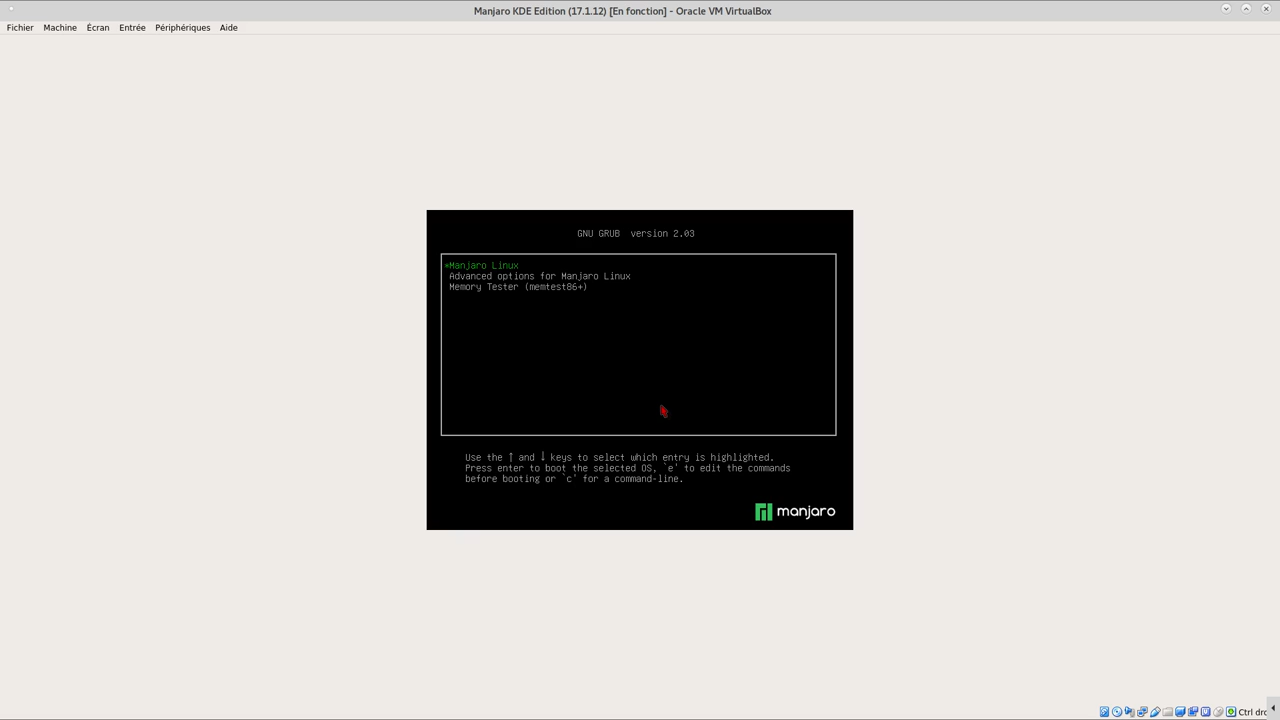 Manjaro KDE Edition (17.1.12) [En fonction] - Oracle VM VirtualBox
Fichier Machine Écran Entrée Périphériques Aide
GNU GRUB version 2.03
*Manjaro Linux
Advanced options for Manjaro Linux
Memory Tester (memtest86+)
Use the ↑ and ↓ keys to select which entry is highlighted.
Press enter to boot the selected OS, `e' to edit the commands
before booting or `c' for a command-line.
manjaro
Ctrl dro